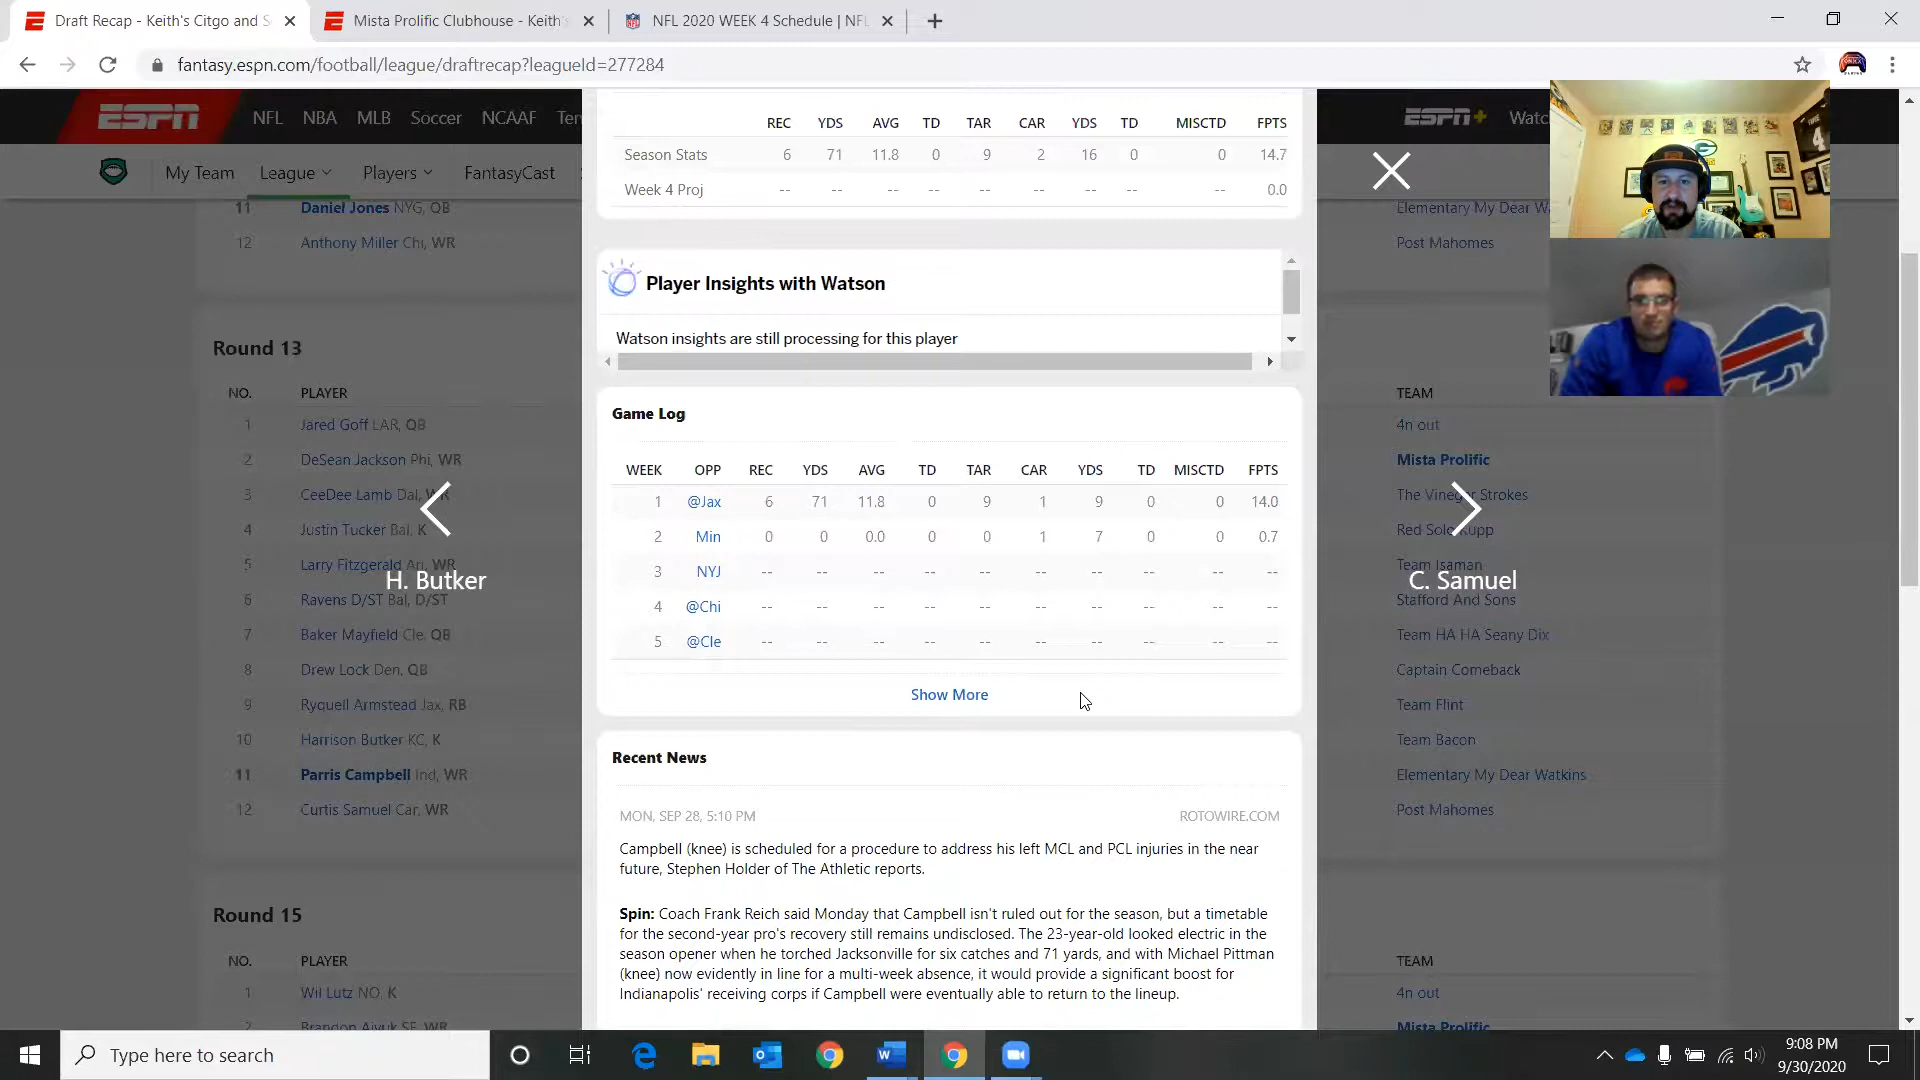 Draft Recap - Keith's Citgo and S
Mista Prolific Clubhouse - Keith's
NFL 2020 WEEK 4 Schedule | NFL
fantasy.espn.com/football/league/draftrecap?leagueId=277284
ESPN NFL NBA MLB Soccer NCAAF Ten ESPN+ Watc
My Team League Players FantasyCast
REC YDS AVG TD TAR CAR YDS TD MISCTD FPTS
Season Stats 6 71 11.8 0 9 2 16 0 0 14.7
Week 4 Proj -- -- -- -- -- -- -- -- -- 0.0
11 Daniel Jones NYG, QB Elementary My Dear Wa
12 Anthony Miller Chi, WR Post Mahomes
Player Insights with Watson
Watson insights are still processing for this player
Round 13
NO. PLAYER TEAM
1 Jared Goff LAR, QB 4n out
2 DeSean Jackson Phi, WR Mista Prolific
3 CeeDee Lamb Dal, WR The Vinegar Strokes
4 Justin Tucker Bal, K Red Solo Kupp
5 Larry Fitzgerald Ari, WR Team Isaman
H. Butker C. Samuel
6 Ravens D/ST Bal, D/ST Stafford And Sons
7 Baker Mayfield Cle, QB Team HA HA Seany Dix
8 Drew Lock Den, QB Captain Comeback
9 Ryquell Armstead Jax, RB Team Flint
10 Harrison Butker KC, K Team Bacon
11 Parris Campbell Ind, WR Elementary My Dear Watkins
12 Curtis Samuel Car, WR Post Mahomes
Game Log
WEEK OPP REC YDS AVG TD TAR CAR YDS TD MISCTD FPTS
1 @Jax 6 71 11.8 0 9 1 9 0 0 14.0
2 Min 0 0 0.0 0 0 1 7 0 0 0.7
3 NYJ -- -- -- -- -- -- -- -- -- --
4 @Chi -- -- -- -- -- -- -- -- -- --
5 @Cle -- -- -- -- -- -- -- -- -- --
Show More
Recent News
MON, SEP 28, 5:10 PM ROTOWIRE.COM
Campbell (knee) is scheduled for a procedure to address his left MCL and PCL injuries in the near
future, Stephen Holder of The Athletic reports.
Spin: Coach Frank Reich said Monday that Campbell isn't ruled out for the season, but a timetable
for the second-year pro's recovery still remains undisclosed. The 23-year-old looked electric in the
season opener when he torched Jacksonville for six catches and 71 yards, and with Michael Pittman
(knee) now evidently in line for a multi-week absence, it would provide a significant boost for
Indianapolis' receiving corps if Campbell were eventually able to return to the lineup.
Round 15
NO. PLAYER TEAM
1 Wil Lutz NO, K 4n out
2 Brandon Aiyuk SF, WR Mista Prolific
Type here to search
9:08 PM
9/30/2020